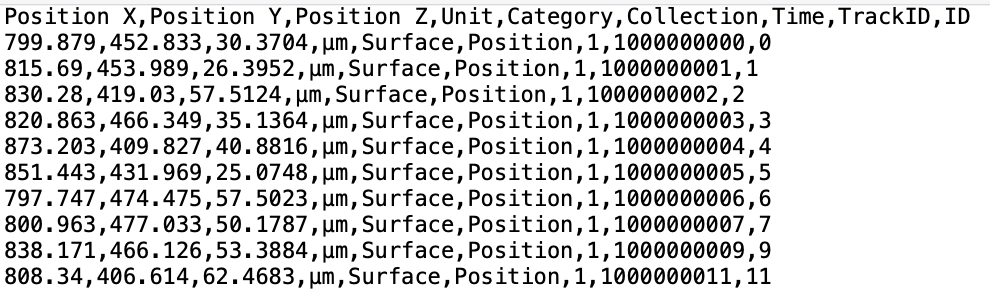 Position X,Position Y,Position Z,Unit,Category,Collection,Time,TrackID,ID
799.879,452.833,30.3704,µm,Surface,Position,1,1000000000,0
815.69,453.989,26.3952,µm,Surface,Position,1,1000000001,1
830.28,419.03,57.5124,µm,Surface,Position,1,1000000002,2
820.863,466.349,35.1364,µm,Surface,Position,1,1000000003,3
873.203,409.827,40.8816,µm,Surface,Position,1,1000000004,4
851.443,431.969,25.0748,µm,Surface,Position,1,1000000005,5
797.747,474.475,57.5023,µm,Surface,Position,1,1000000006,6
800.963,477.033,50.1787,µm,Surface,Position,1,1000000007,7
838.171,466.126,53.3884,µm,Surface,Position,1,1000000009,9
808.34,406.614,62.4683,µm,Surface,Position,1,1000000011,11